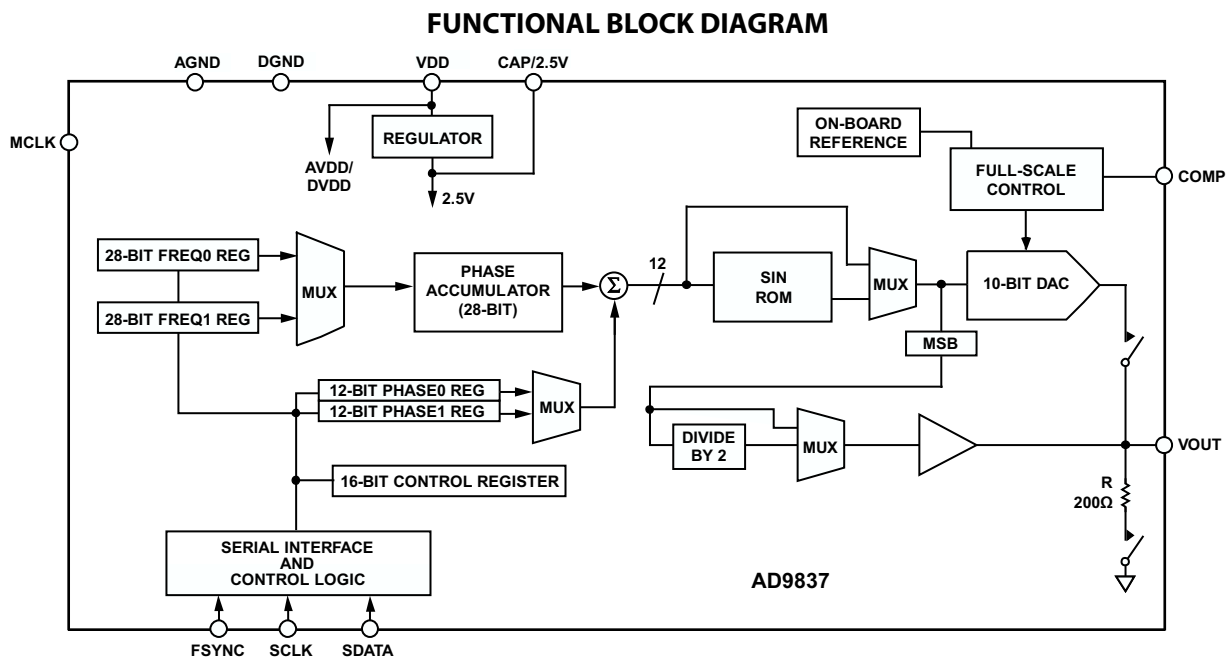 FUNCTIONAL BLOCK DIAGRAM
AGND
DGND
VDD
CAP/2.5V
MCLK
REGULATOR
AVDD/
DVDD
2.5V
ON-BOARD
REFERENCE
FULL-SCALE
CONTROL
COMP
28-BIT FREQ0 REG
28-BIT FREQ1 REG
MUX
PHASE
ACCUMULATOR
(28-BIT)
Σ
12
SIN
ROM
MUX
10-BIT DAC
MSB
12-BIT PHASE0 REG
12-BIT PHASE1 REG
MUX
DIVIDE
BY 2
MUX
VOUT
16-BIT CONTROL REGISTER
R
200Ω
SERIAL INTERFACE
AND
CONTROL LOGIC
AD9837
FSYNC
SCLK
SDATA